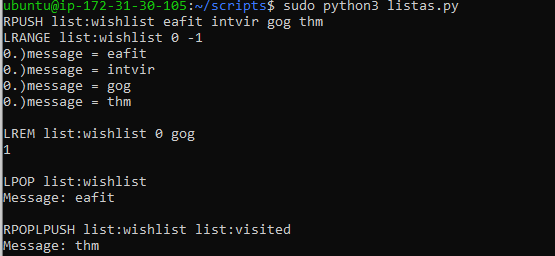 ubuntu@ip-172-31-30-105:~/scripts$ sudo python3 listas.py
RPUSH list:wishlist eafit intvir gog thm
LRANGE list:wishlist 0 -1
0.)message = eafit
0.)message = intvir
0.)message = gog
0.)message = thm
LREM list:wishlist 0 gog
1
LPOP list:wishlist
Message: eafit
RPOPLPUSH list:wishlist list:visited
Message: thm